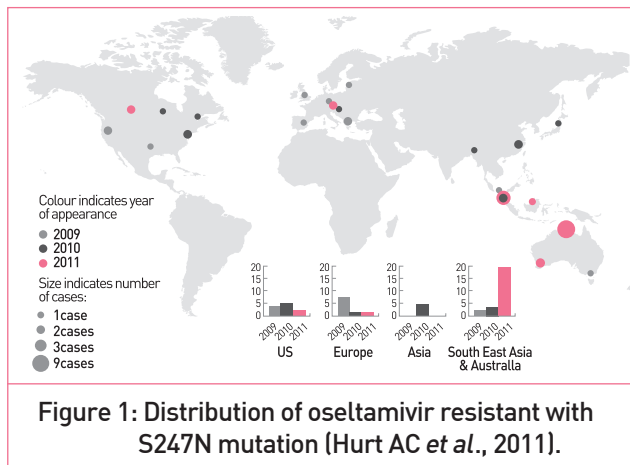 Colour indicates year
of appearance
2009
2010
2011
Size indicates number
of cases:
1case
2cases
3cases
9cases
20
15
10
5
0
2009
2010
2011
US
20
15
10
5
0
2009
2010
2011
Europe
20
15
10
5
0
2009
2010
2011
Asia
20
15
10
5
0
2009
2010
2011
South East Asia
& Australla
Figure 1: Distribution of oseltamivir resistant with
S247N mutation (Hurt AC et al., 2011).